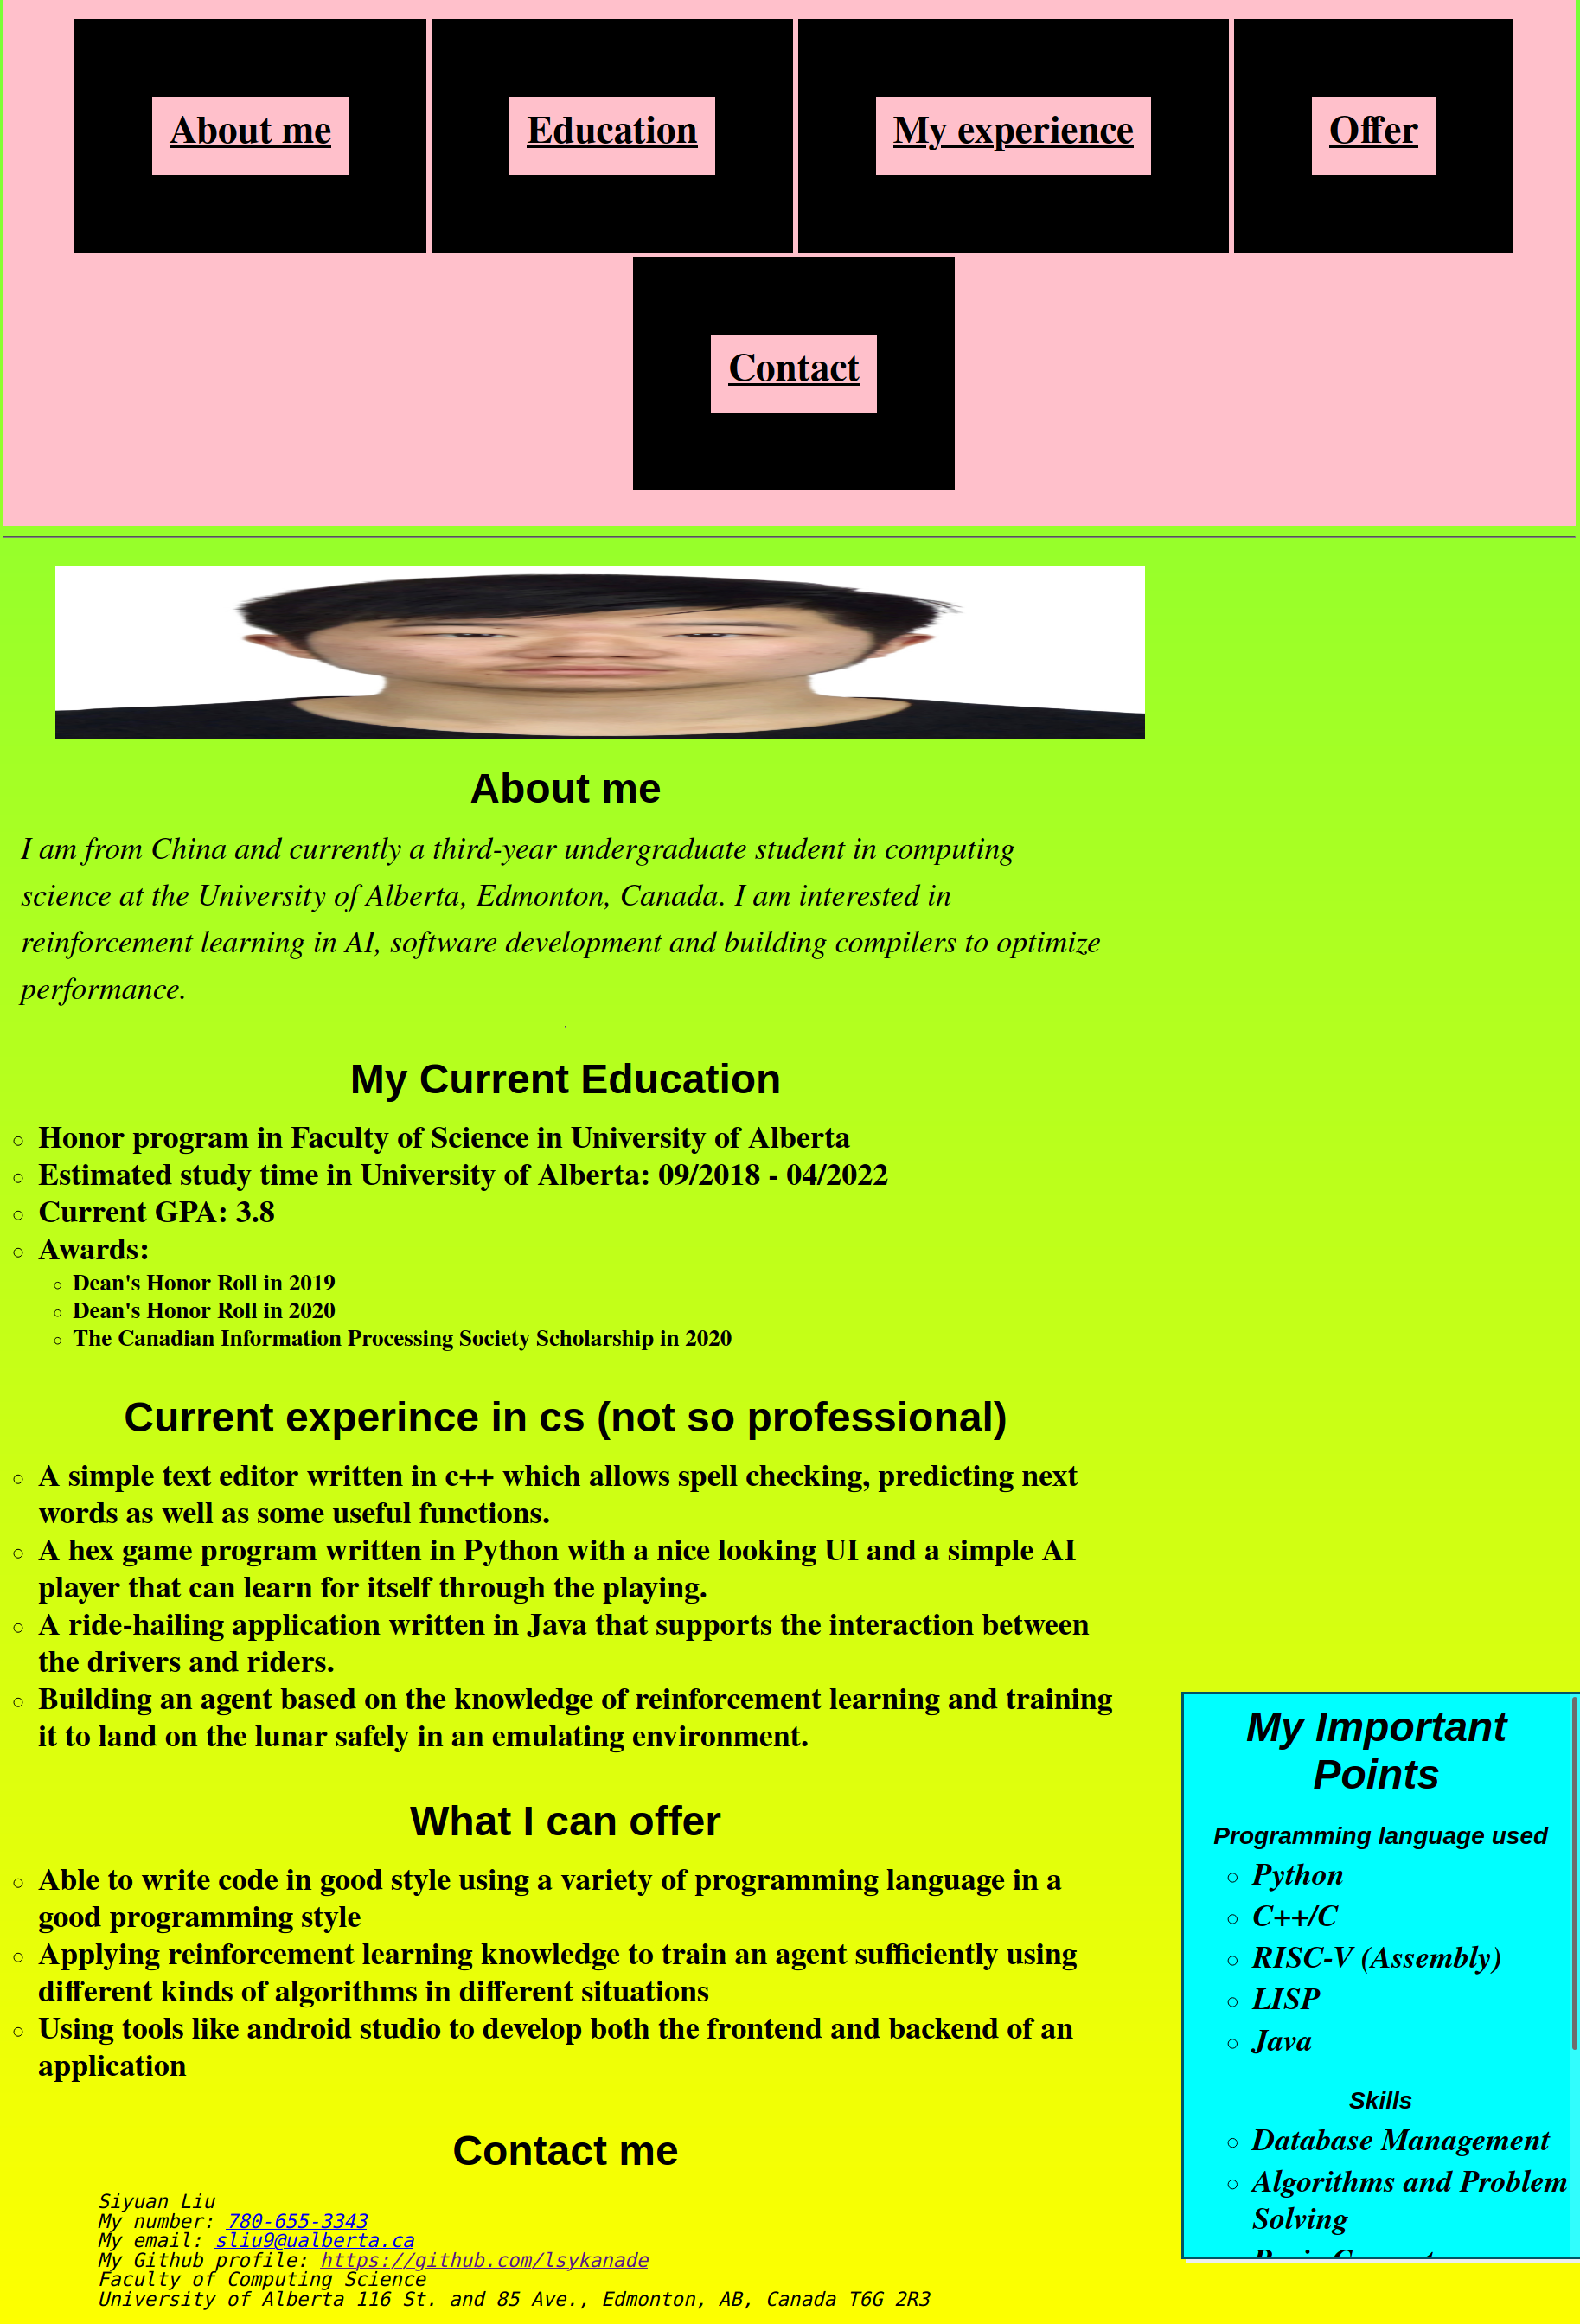 About me
Education
My experience
Offer
Contact
About me
I am from China and currently a third-year undergraduate student in computing
science at the University of Alberta, Edmonton, Canada. I am interested in
reinforcement learning in AI, software development and building compilers to optimize
performance.
.
My Current Education
Honor program in Faculty of Science in University of Alberta
Estimated study time in University of Alberta: 09/2018 - 04/2022
Current GPA: 3.8
Awards:
Dean's Honor Roll in 2019
Dean's Honor Roll in 2020
The Canadian Information Processing Society Scholarship in 2020
Current experince in cs (not so professional)
A simple text editor written in c++ which allows spell checking, predicting next
words as well as some useful functions.
A hex game program written in Python with a nice looking UI and a simple AI
player that can learn for itself through the playing.
A ride-hailing application written in Java that supports the interaction between
the drivers and riders.
Building an agent based on the knowledge of reinforcement learning and training
it to land on the lunar safely in an emulating environment.
What I can offer
Able to write code in good style using a variety of programming language in a
good programming style
Applying reinforcement learning knowledge to train an agent sufficiently using
different kinds of algorithms in different situations
Using tools like android studio to develop both the frontend and backend of an
application
Contact me
Siyuan Liu
My number: 780-655-3343
My email: sliu9@ualberta.ca
My Github profile: https://github.com/lsykanade
Faculty of Computing Science
University of Alberta 116 St. and 85 Ave., Edmonton, AB, Canada T6G 2R3
My Important
Points
Programming language used
Python
C++/C
RISC-V (Assembly)
LISP
Java
Skills
Database Management
Algorithms and Problem
Solving